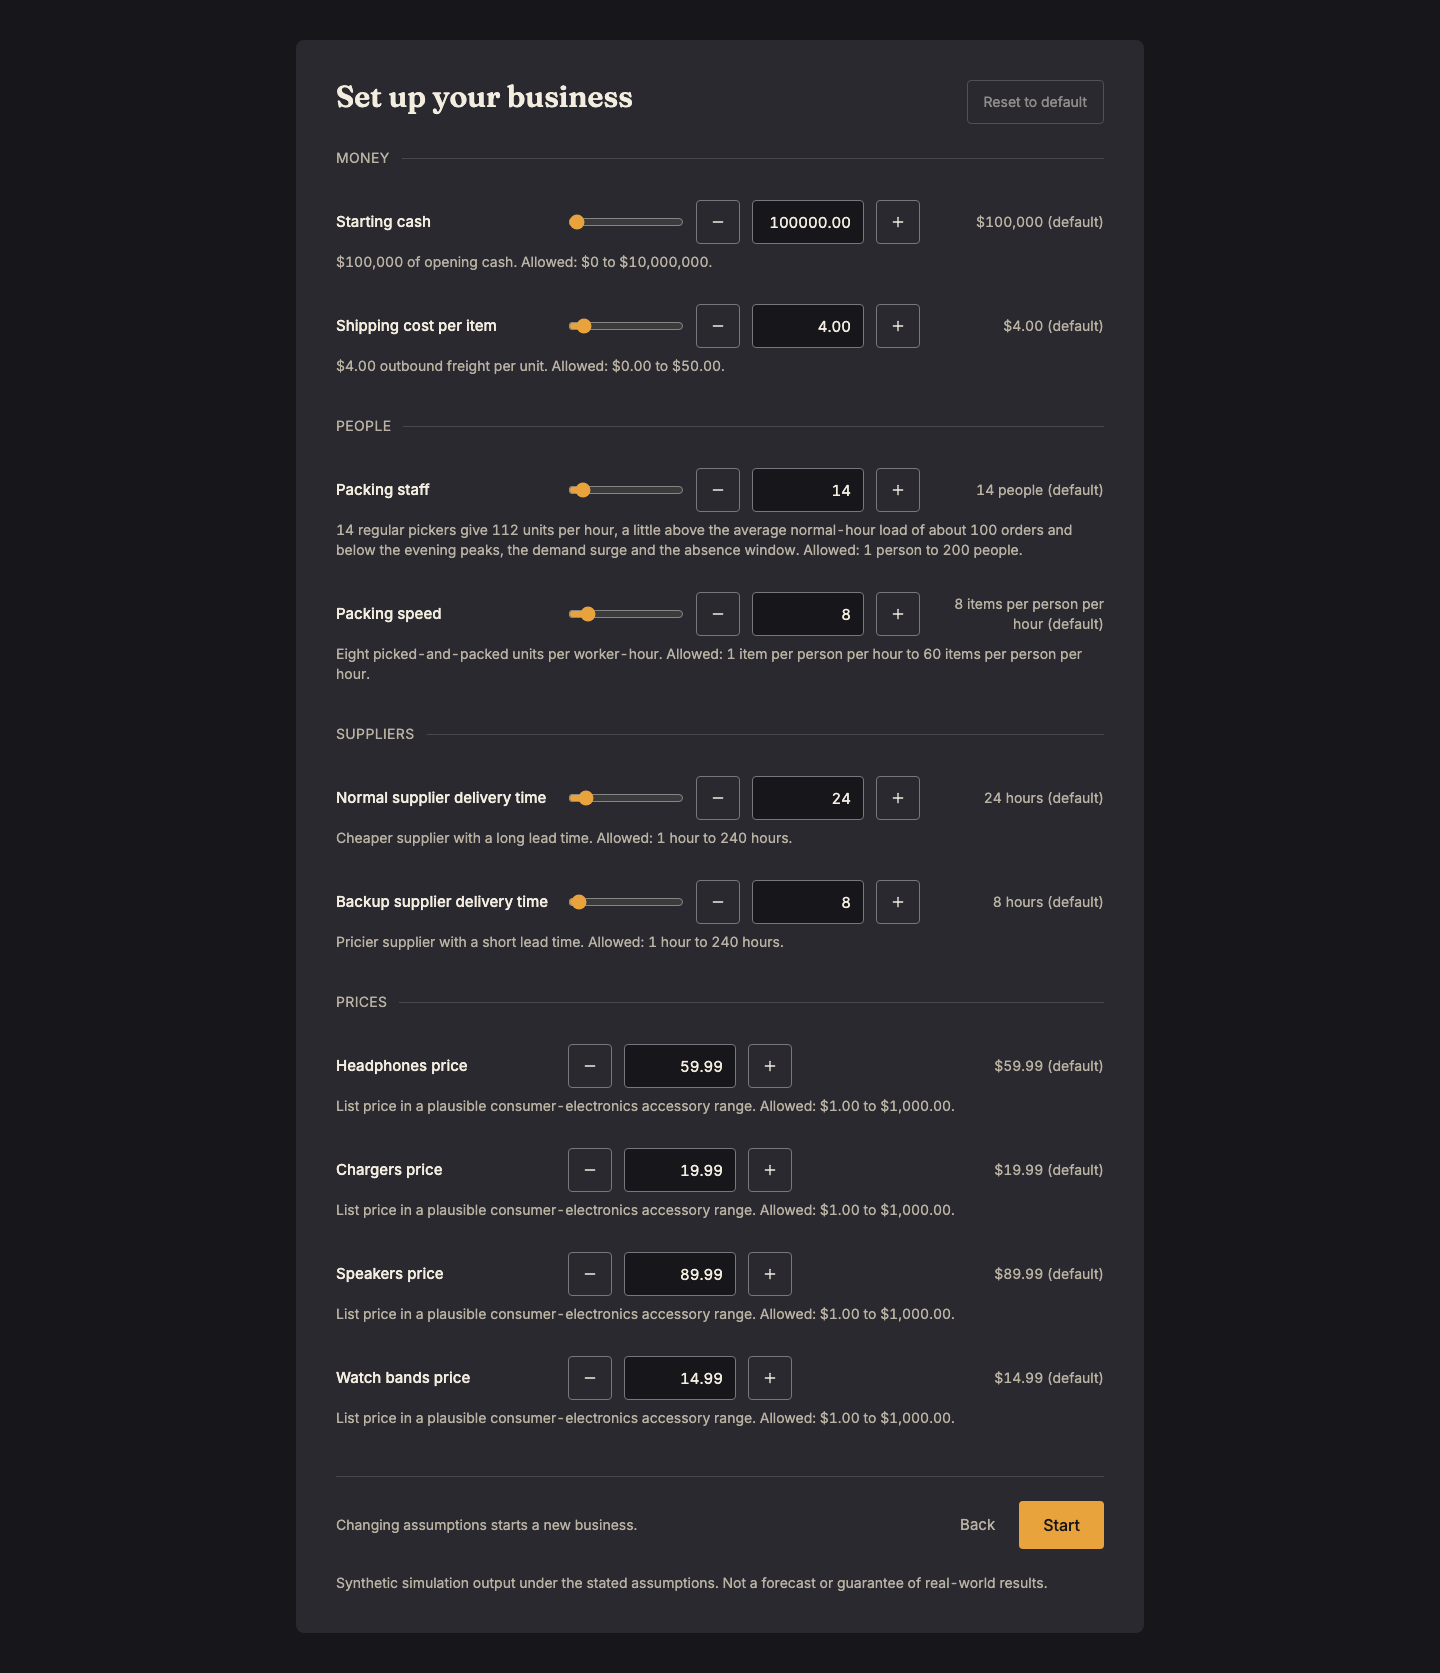 Set up your business
Reset to default
MONEY
Starting cash
−
100000.00
+
$100,000 (default)
$100,000 of opening cash. Allowed: $0 to $10,000,000.
Shipping cost per item
−
4.00
+
$4.00 (default)
$4.00 outbound freight per unit. Allowed: $0.00 to $50.00.
PEOPLE
Packing staff
−
14
+
14 people (default)
14 regular pickers give 112 units per hour, a little above the average normal-hour load of about 100 orders and
below the evening peaks, the demand surge and the absence window. Allowed: 1 person to 200 people.
Packing speed
−
8
+
8 items per person per
hour (default)
Eight picked-and-packed units per worker-hour. Allowed: 1 item per person per hour to 60 items per person per
hour.
SUPPLIERS
Normal supplier delivery time
−
24
+
24 hours (default)
Cheaper supplier with a long lead time. Allowed: 1 hour to 240 hours.
Backup supplier delivery time
−
8
+
8 hours (default)
Pricier supplier with a short lead time. Allowed: 1 hour to 240 hours.
PRICES
Headphones price
−
59.99
+
$59.99 (default)
List price in a plausible consumer-electronics accessory range. Allowed: $1.00 to $1,000.00.
Chargers price
−
19.99
+
$19.99 (default)
List price in a plausible consumer-electronics accessory range. Allowed: $1.00 to $1,000.00.
Speakers price
−
89.99
+
$89.99 (default)
List price in a plausible consumer-electronics accessory range. Allowed: $1.00 to $1,000.00.
Watch bands price
−
14.99
+
$14.99 (default)
List price in a plausible consumer-electronics accessory range. Allowed: $1.00 to $1,000.00.
Changing assumptions starts a new business.
Back
Start
Synthetic simulation output under the stated assumptions. Not a forecast or guarantee of real-world results.